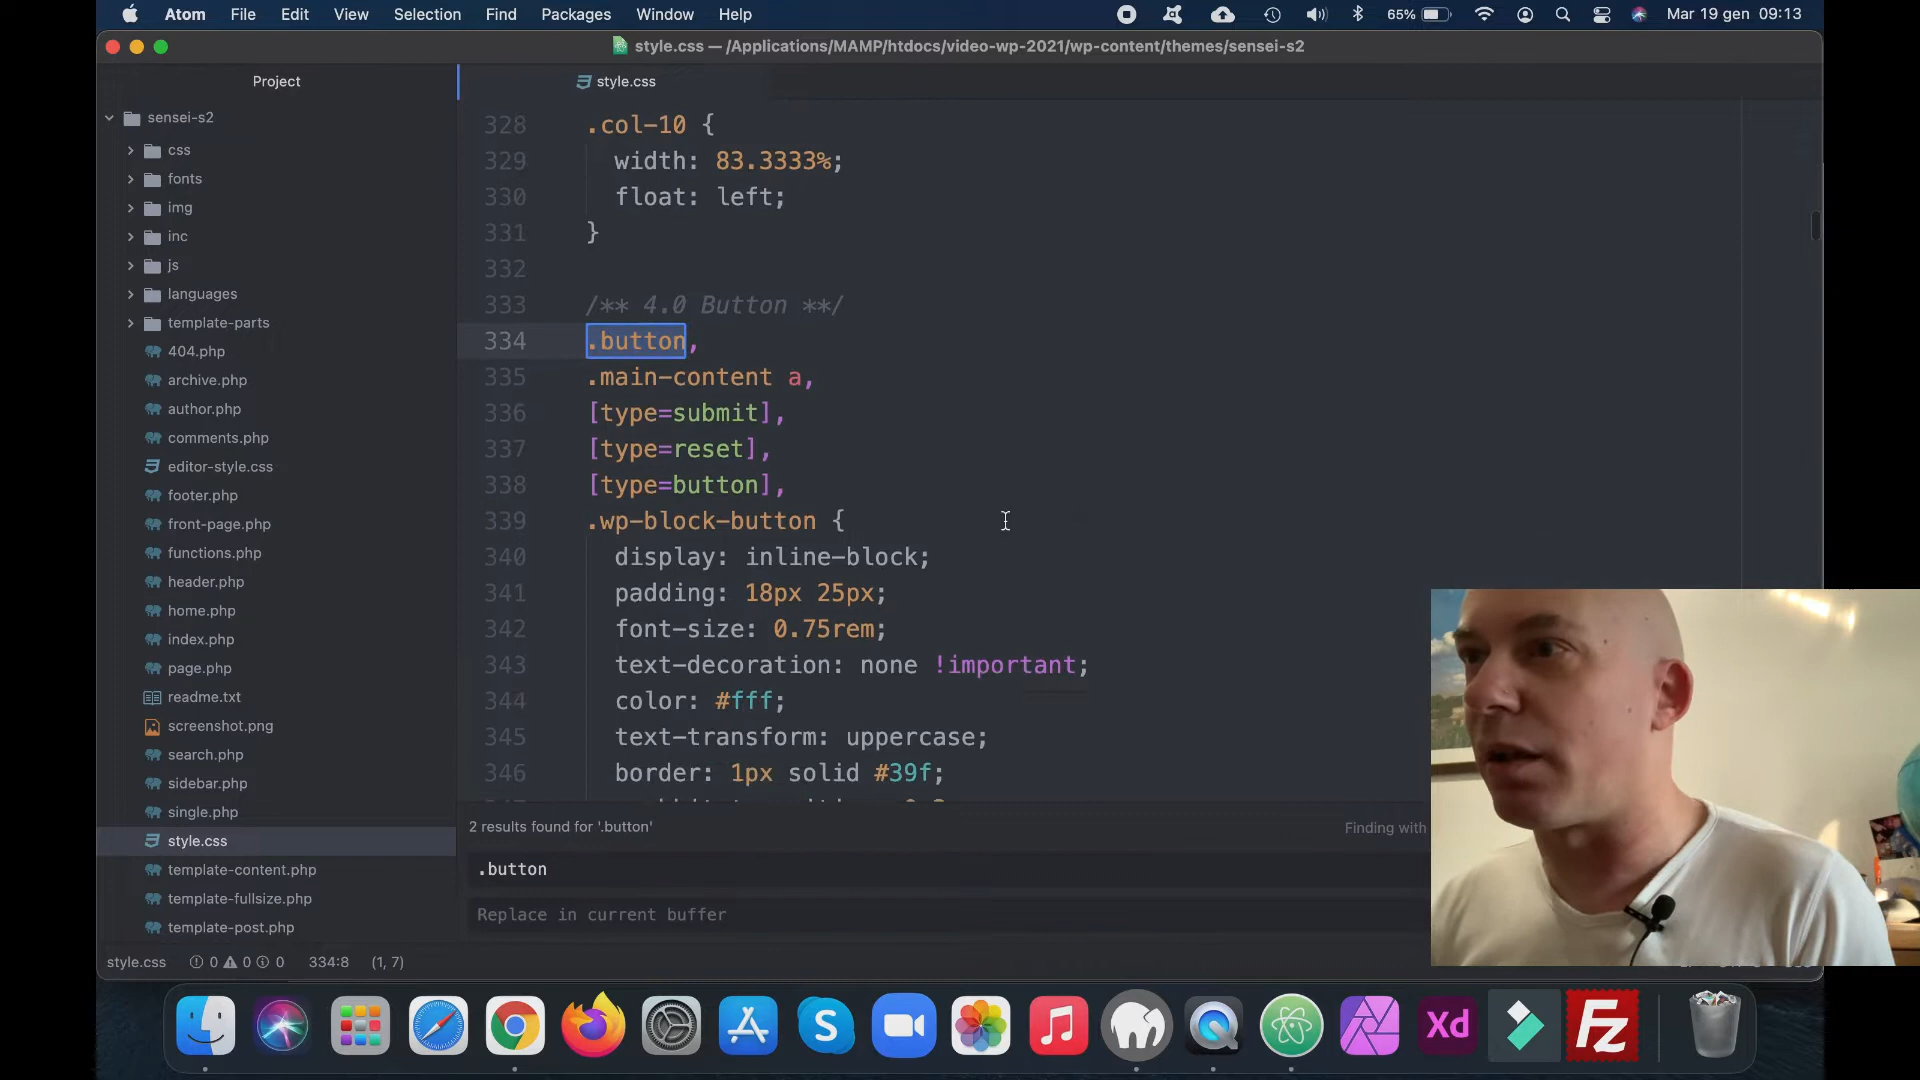 Atom File Edit View Selection Find Packages Window Help 65% Mar 19 gen 09:13
style.css — /Applications/MAMP/htdocs/video-wp-2021/wp-content/themes/sensei-s2
Project
style.css
sensei-s2
css
fonts
img
inc
js
languages
template-parts
404.php
archive.php
author.php
comments.php
editor-style.css
footer.php
front-page.php
functions.php
header.php
home.php
index.php
page.php
readme.txt
screenshot.png
search.php
sidebar.php
single.php
style.css
template-content.php
template-fullsize.php
template-post.php
328 .col-10 {
329 width: 83.3333%;
330 float: left;
331 }
332
333 /** 4.0 Button **/
334 .button,
335 .main-content a,
336 [type=submit],
337 [type=reset],
338 [type=button],
339 .wp-block-button {
340 display: inline-block;
341 padding: 18px 25px;
342 font-size: 0.75rem;
343 text-decoration: none !important;
344 color: #fff;
345 text-transform: uppercase;
346 border: 1px solid #39f;
2 results found for '.button'
Finding with
.button
Replace in current buffer
style.css 0 0 0 334:8 (1, 7)
S
Xd
Fz